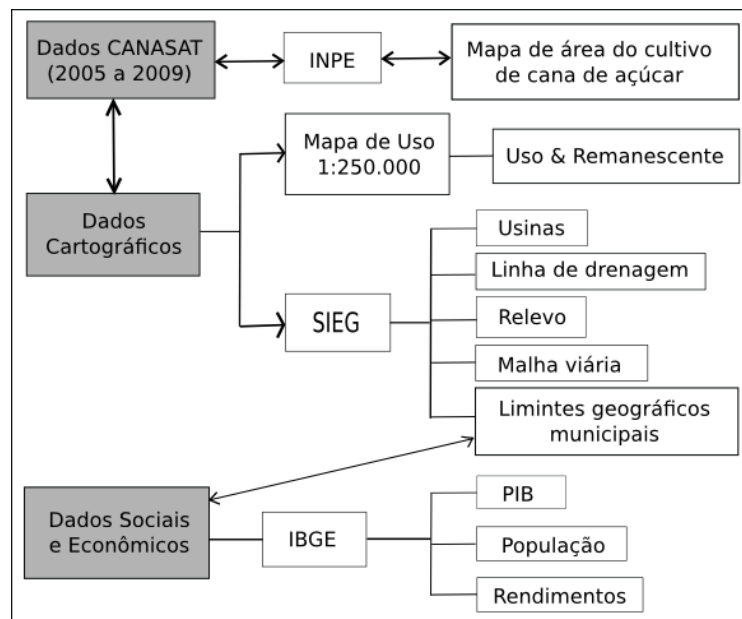 Dados CANASAT
(2005 a 2009)
INPE
Mapa de área do cultivo
de cana de açúcar
Mapa de Uso
1:250.000
Uso & Remanescente
Dados
Cartográficos
SIEG
Usinas
Linha de drenagem
Relevo
Malha viária
Limintes geográficos
municipais
Dados Sociais
e Econômicos
IBGE
PIB
População
Rendimentos